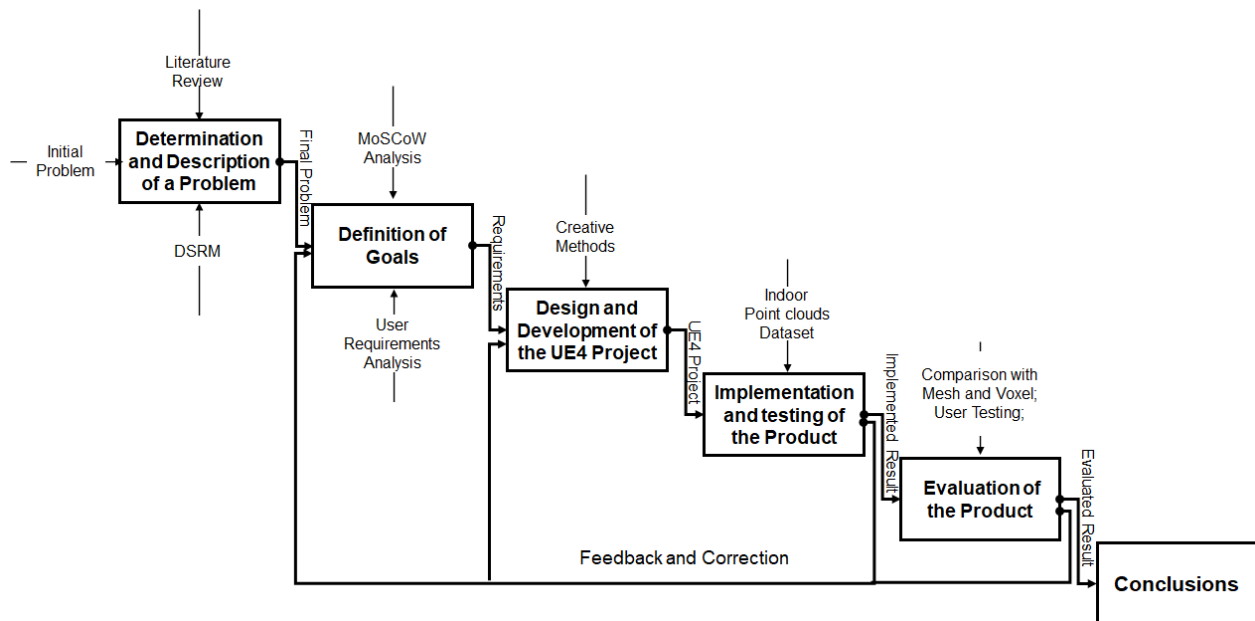 Literature
Review
Initial
Problem
Determination
and Description
of a Problem
DSRM
Final Problem
MoSCoW
Analysis
Definition of
Goals
User
Requirements
Analysis
Requirements
Creative
Methods
Design and
Development of
the UE4 Project
UE4 Project
Indoor
Point clouds
Dataset
Implementation
and testing of
the Product
Implemented Result
Comparison with
Mesh and Voxel;
User Testing;
Evaluation of
the Product
Evaluated Result
Feedback and Correction
Conclusions